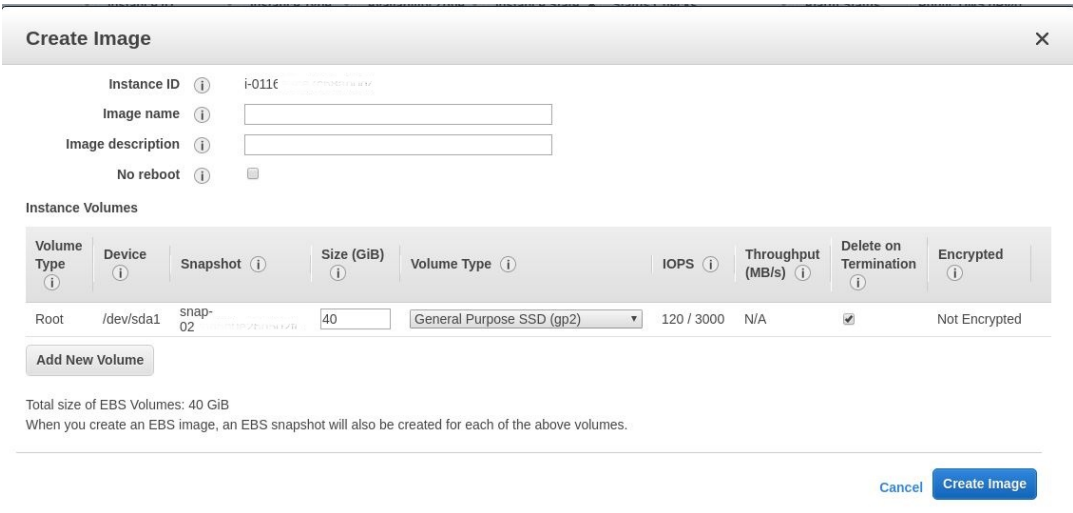 Create Image
Instance ID i-0116
Image name
Image description
No reboot
Instance Volumes
Volume Type Device Snapshot Size (GiB) Volume Type IOPS Throughput (MB/s) Delete on Termination Encrypted
Root /dev/sda1 snap-02 40 General Purpose SSD (gp2) 120 / 3000 N/A Not Encrypted
Add New Volume
Total size of EBS Volumes: 40 GiB
When you create an EBS image, an EBS snapshot will also be created for each of the above volumes.
Cancel Create Image